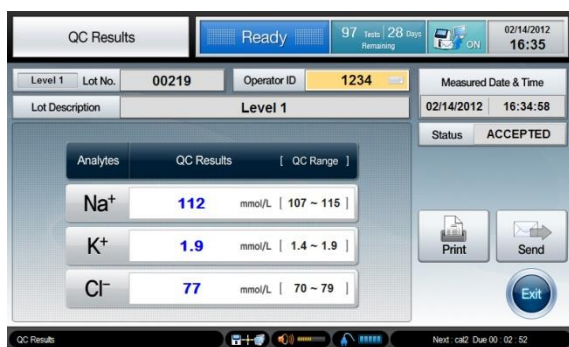 QC Results
Ready
97 Tests 28 Days
Remaining
ON
02/14/2012
16:35
Level 1 Lot No. 00219 Operator ID 1234
Measured Date & Time
Lot Description Level 1
02/14/2012 16:34:58
Status ACCEPTED
Analytes QC Results [ QC Range ]
Na⁺ 112 mmol/L [ 107 ~ 115 ]
K⁺ 1.9 mmol/L [ 1.4 ~ 1.9 ]
Cl⁻ 77 mmol/L [ 70 ~ 79 ]
Print
Send
Exit
QC Results
Next : cal2 Due 00 : 02 : 52